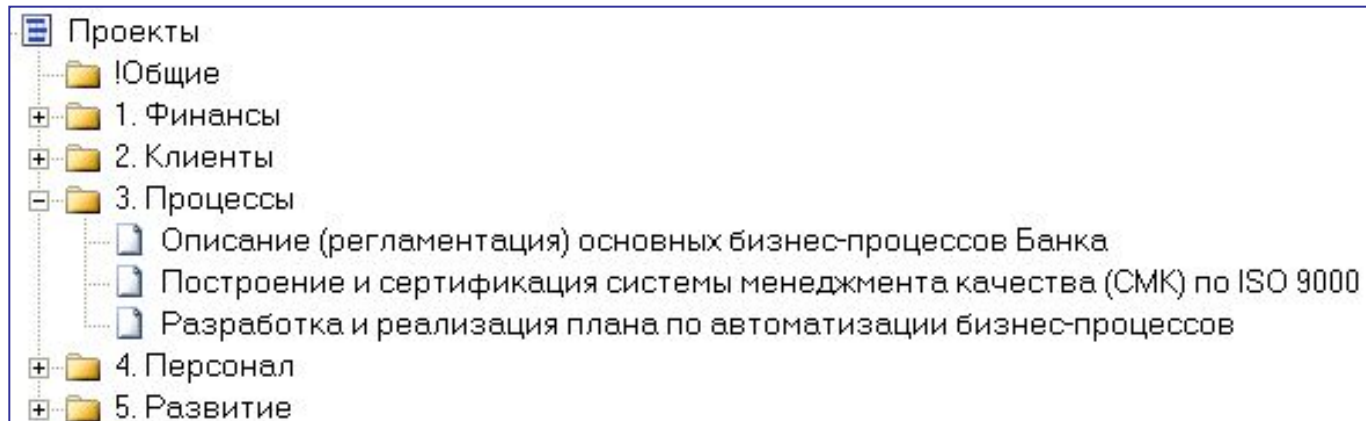 Проекты
!Общие
1. Финансы
2. Клиенты
3. Процессы
Описание (регламентация) основных бизнес-процессов Банка
Построение и сертификация системы менеджмента качества (СМК) по ISO 9000
Разработка и реализация плана по автоматизации бизнес-процессов
4. Персонал
5. Развитие